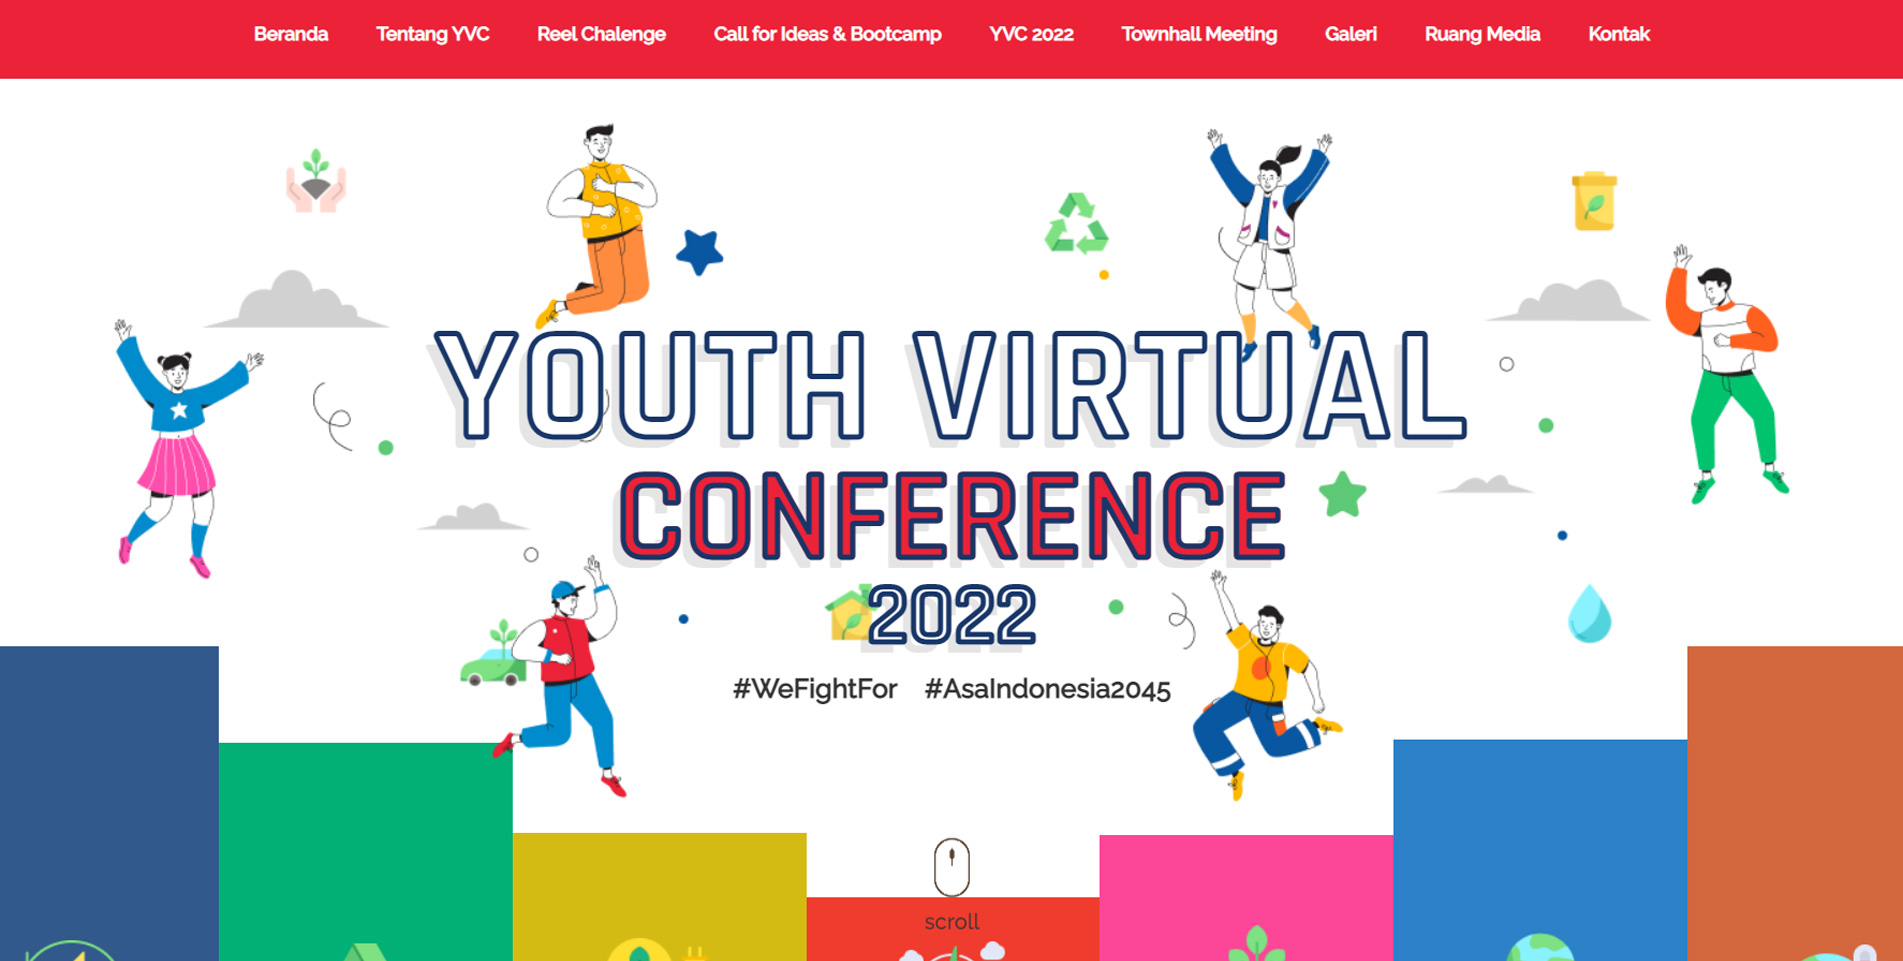 Beranda Tentang YVC Reel Chalenge Call for Ideas & Bootcamp YVC 2022 Townhall Meeting Galeri Ruang Media Kontak
YOUTH VIRTUAL
CONFERENCE
2022
#WeFightFor #AsaIndonesia2045
scroll